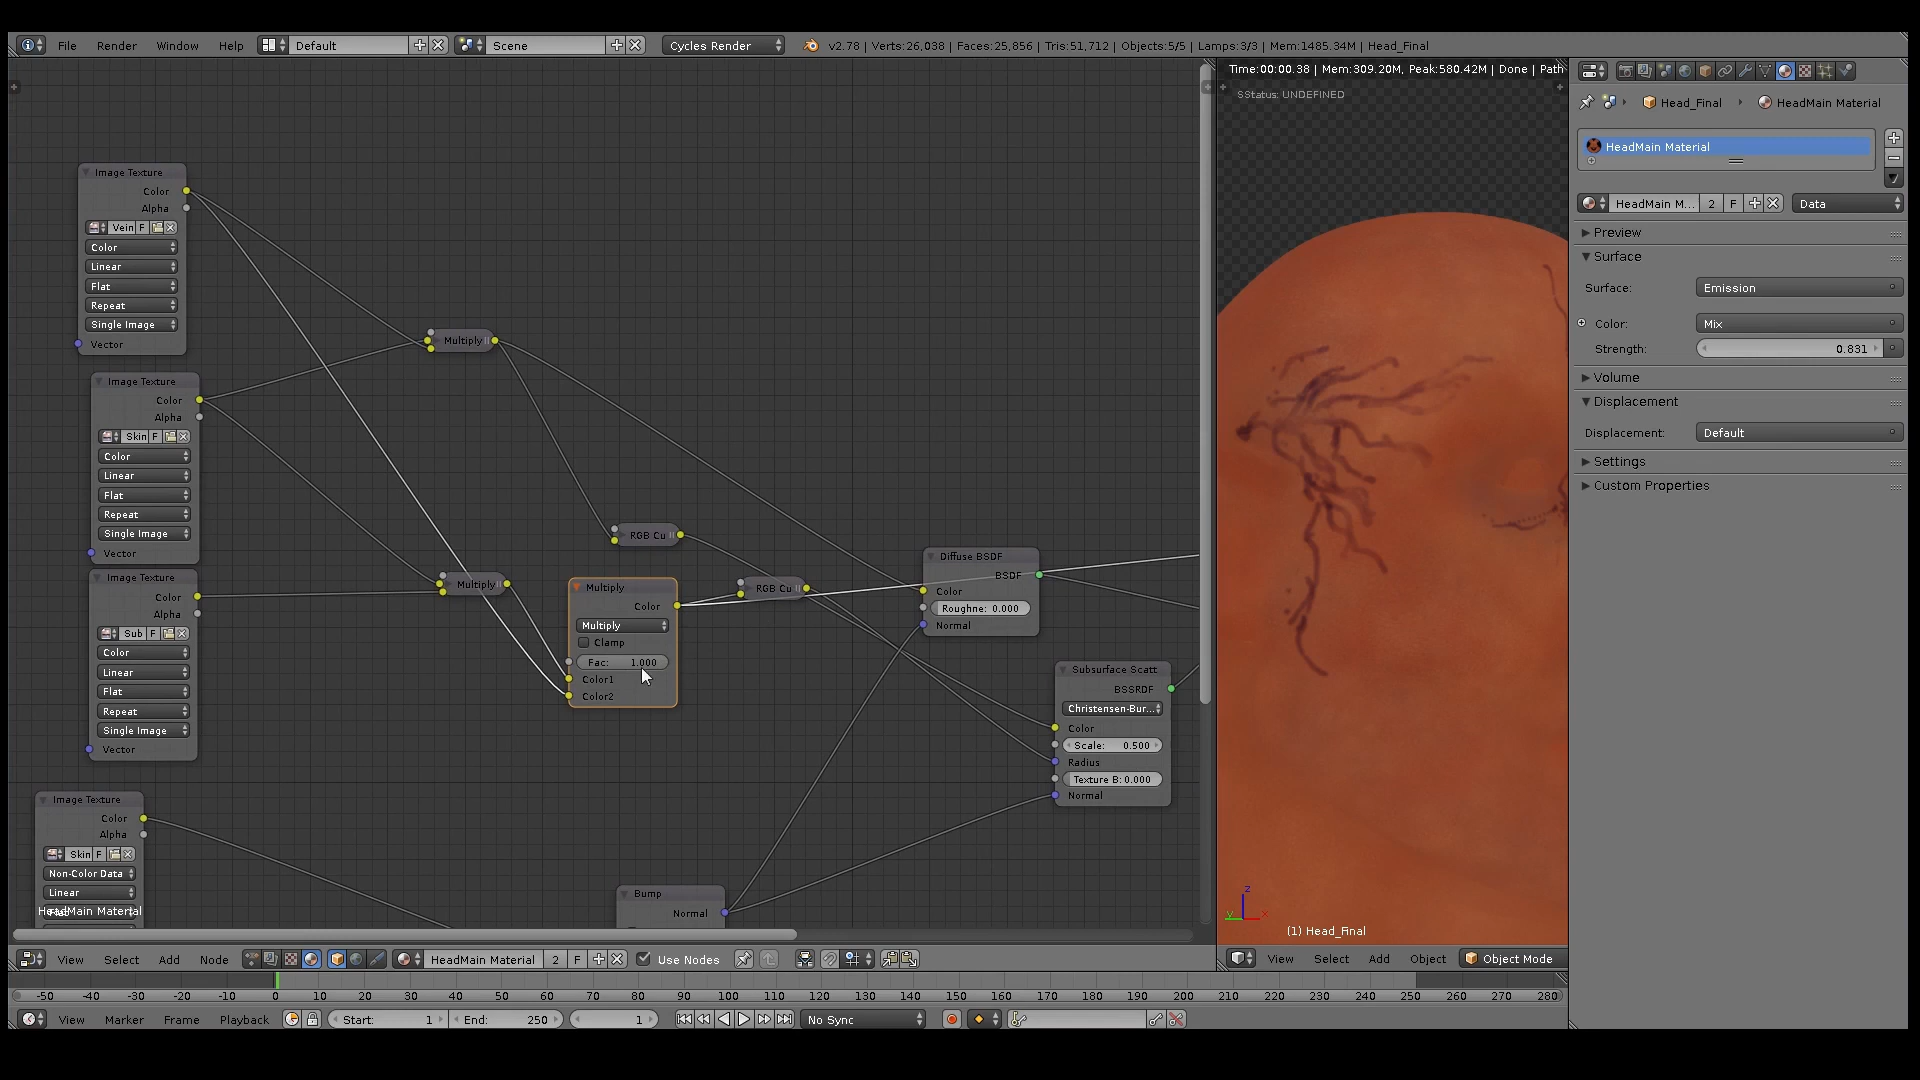 File Render Window Help Default Scene Cycles Render v2.78 | Verts:26,038 | Faces:25,856 | Tris:51,712 | Objects:5/5 | Lamps:3/3 | Mem:1485.34M | Head_Final
Image Texture
Color
Alpha
Vein F
Color
Linear
Flat
Repeat
Single Image
Vector
Image Texture
Color
Alpha
Skin F
Color
Linear
Flat
Repeat
Single Image
Vector
Image Texture
Color
Alpha
Sub F
Color
Linear
Flat
Repeat
Single Image
Vector
Image Texture
Color
Alpha
Skin F
Non-Color Data
Linear
HeadMain Material
Multiply
Multiply
RGB Cu
Multiply
Color
Multiply
Clamp
Fac: 1.000
Color1
Color2
RGB Cu
Diffuse BSDF
BSDF
Color
Roughne: 0.000
Normal
Subsurface Scatt
BSSRDF
Christensen-Bur...
Color
Scale: 0.500
Radius
Texture B: 0.000
Normal
Bump
Normal
Time:00:00.38 | Mem:309.20M, Peak:580.42M | Done | Path
SStatus: UNDEFINED
z
y x
(1) Head_Final
Head_Final HeadMain Material
HeadMain Material
HeadMain M... 2 F Data
Preview
Surface
Surface: Emission
Color: Mix
Strength: 0.831
Volume
Displacement
Displacement: Default
Settings
Custom Properties
View Select Add Node HeadMain Material 2 F Use Nodes
View Select Add Object Object Mode
-50 -40 -30 -20 -10 0 10 20 30 40 50 60 70 80 90 100 110 120 130 140 150 160 170 180 190 200 210 220 230 240 250 260 270 280
View Marker Frame Playback Start: 1 End: 250 1 No Sync